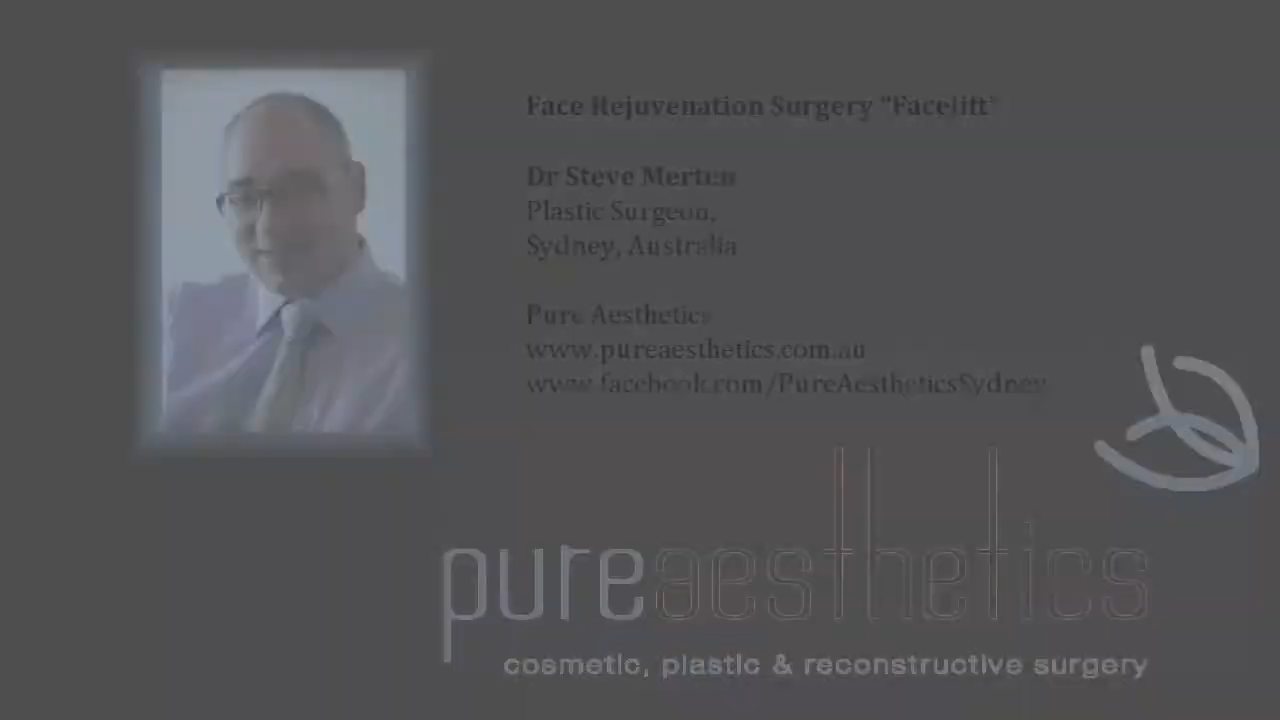 Face Rejuvenation Surgery "Facelift"
Dr Steve Merten
Plastic Surgeon,
Sydney, Australia
Pure Aesthetics
www.pureaesthetics.com.au
www.facebook.com/PureAestheticsSydney
pureaesthetics
cosmetic, plastic & reconstructive surgery